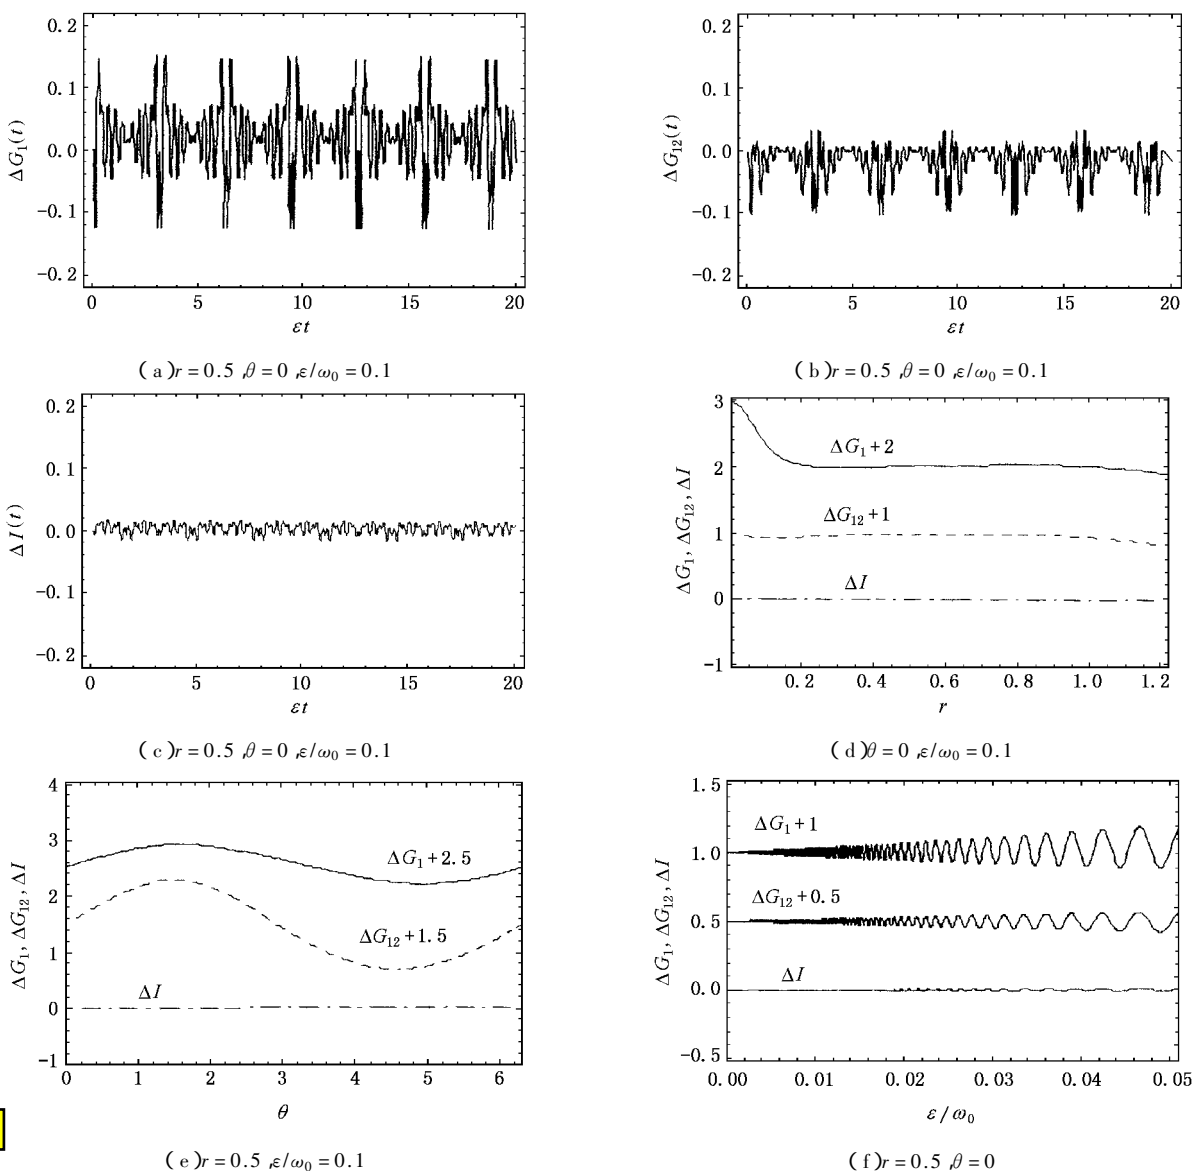 0.2
0.1
0.0
-0.1
-0.2
ΔG₁(t)
0 5 10 15 20
εt
(a)r=0.5 ,θ=0 ,ε/ω₀=0.1
0.2
0.1
0.0
-0.1
-0.2
ΔG₁₂(t)
0 5 10 15 20
εt
(b)r=0.5 ,θ=0 ,ε/ω₀=0.1
0.2
0.1
0.0
-0.1
-0.2
ΔI(t)
0 5 10 15 20
εt
(c)r=0.5 ,θ=0 ,ε/ω₀=0.1
3
2
1
0
-1
ΔG₁, ΔG₁₂, ΔI
ΔG₁+2
ΔG₁₂+1
ΔI
0.2 0.4 0.6 0.8 1.0 1.2
r
(d)θ=0 ,ε/ω₀=0.1
4
3
2
1
0
-1
ΔG₁, ΔG₁₂, ΔI
ΔG₁+2.5
ΔG₁₂+1.5
ΔI
0 1 2 3 4 5 6
θ
(e)r=0.5 ,ε/ω₀=0.1
1.5
1.0
0.5
0.0
-0.5
ΔG₁, ΔG₁₂, ΔI
ΔG₁+1
ΔG₁₂+0.5
ΔI
0.00 0.01 0.02 0.03 0.04 0.05
ε/ω₀
(f)r=0.5 ,θ=0